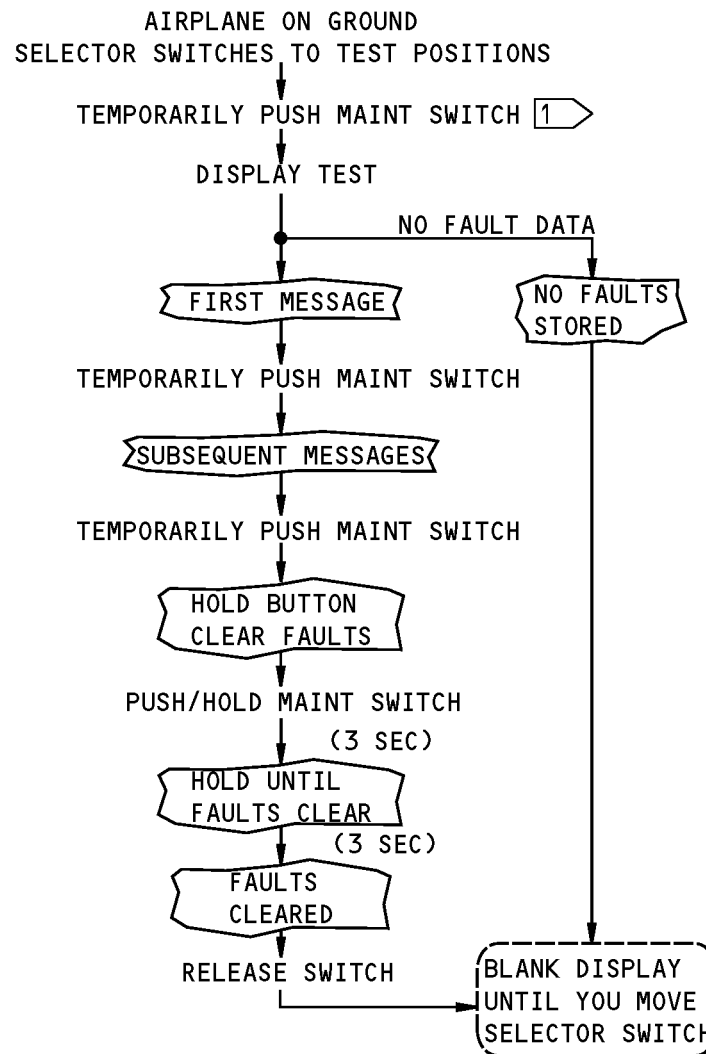 AIRPLANE ON GROUND
SELECTOR SWITCHES TO TEST POSITIONS
TEMPORARILY PUSH MAINT SWITCH 1
DISPLAY TEST
NO FAULT DATA
FIRST MESSAGE
NO FAULTS
STORED
TEMPORARILY PUSH MAINT SWITCH
SUBSEQUENT MESSAGES
TEMPORARILY PUSH MAINT SWITCH
HOLD BUTTON
CLEAR FAULTS
PUSH/HOLD MAINT SWITCH
(3 SEC)
HOLD UNTIL
FAULTS CLEAR
(3 SEC)
FAULTS
CLEARED
RELEASE SWITCH
BLANK DISPLAY
UNTIL YOU MOVE
SELECTOR SWITCH